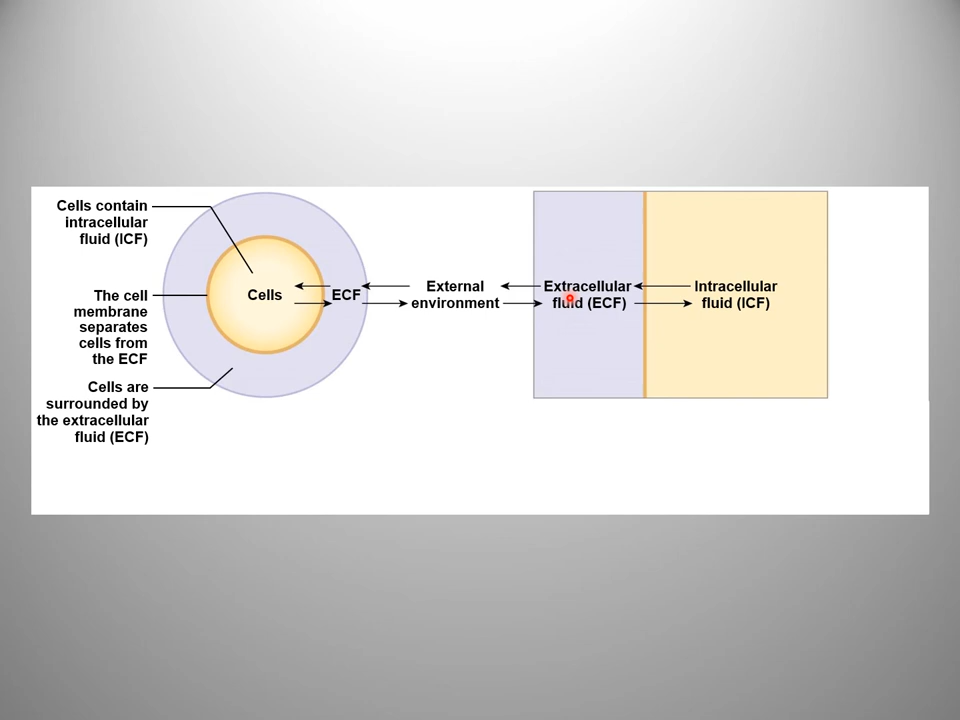 Cells contain
intracellular
fluid (ICF)
The cell
membrane
separates
cells from
the ECF
Cells are
surrounded by
the extracellular
fluid (ECF)
Cells
ECF
External
environment
Extracellular
fluid (ECF)
Intracellular
fluid (ICF)